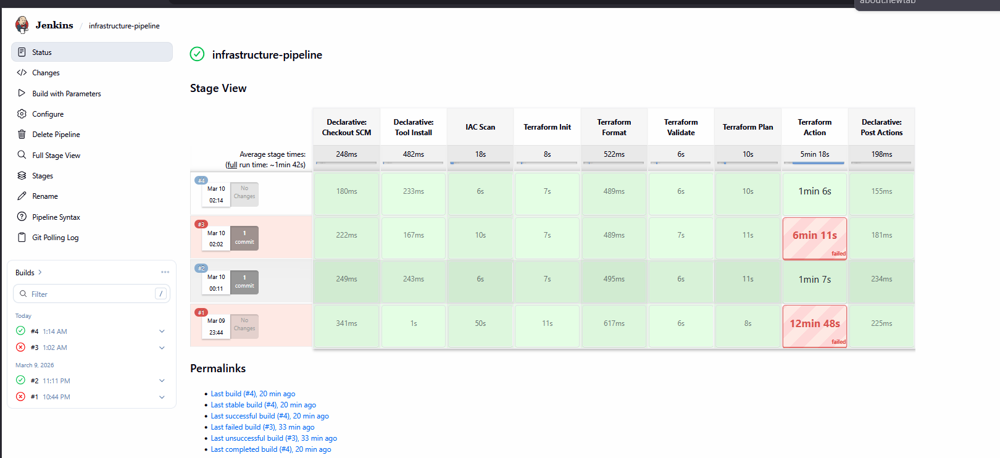 about:newtab
Jenkins / infrastructure-pipeline
Status
Changes
Build with Parameters
Configure
Delete Pipeline
Full Stage View
Stages
Rename
Pipeline Syntax
Git Polling Log
Builds
Filter /
Today
#4 1:14 AM
#3 1:02 AM
March 9, 2026
#2 11:11 PM
#1 10:44 PM
infrastructure-pipeline
Stage View
Declarative: Checkout SCM
Declarative: Tool Install
IAC Scan
Terraform Init
Terraform Format
Terraform Validate
Terraform Plan
Terraform Action
Declarative: Post Actions
Average stage times:
(full run time: ~1min 42s)
248ms 482ms 18s 8s 522ms 6s 10s 5min 18s 198ms
#4
Mar 10
02:14
No
Changes
180ms 233ms 6s 7s 489ms 6s 10s 1min 6s 155ms
#3
Mar 10
02:02
1
commit
222ms 167ms 10s 7s 489ms 7s 11s 6min 11s 181ms
failed
#2
Mar 10
00:11
1
commit
249ms 243ms 6s 7s 495ms 6s 11s 1min 7s 234ms
#1
Mar 09
23:44
No
Changes
341ms 1s 50s 11s 617ms 6s 8s 12min 48s 225ms
failed
Permalinks
Last build (#4), 20 min ago
Last stable build (#4), 20 min ago
Last successful build (#4), 20 min ago
Last failed build (#3), 33 min ago
Last unsuccessful build (#3), 33 min ago
Last completed build (#4), 20 min ago